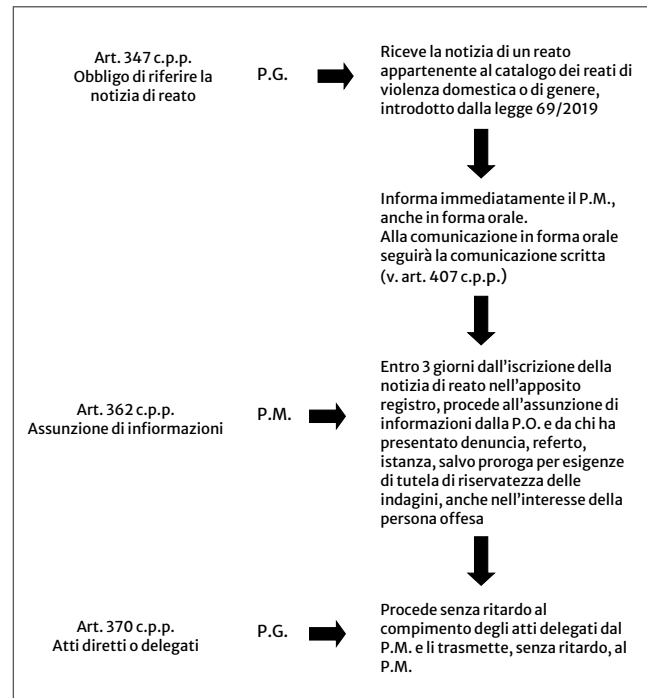 Art. 347 c.p.p.
Obbligo di riferire la
notizia di reato
P.G.
Riceve la notizia di un reato
appartenente al catalogo dei reati di
violenza domestica o di genere,
introdotto dalla legge 69/2019
Informa immediatamente il P.M.,
anche in forma orale.
Alla comunicazione in forma orale
seguirà la comunicazione scritta
(v. art. 407 c.p.p.)
Art. 362 c.p.p.
Assunzione di infiormazioni
P.M.
Entro 3 giorni dall'iscrizione della
notizia di reato nell'apposito
registro, procede all'assunzione di
informazioni dalla P.O. e da chi ha
presentato denuncia, referto,
istanza, salvo proroga per esigenze
di tutela di riservatezza delle
indagini, anche nell'interesse della
persona offesa
Art. 370 c.p.p.
Atti diretti o delegati
P.G.
Procede senza ritardo al
compimento degli atti delegati dal
P.M. e li trasmette, senza ritardo, al
P.M.